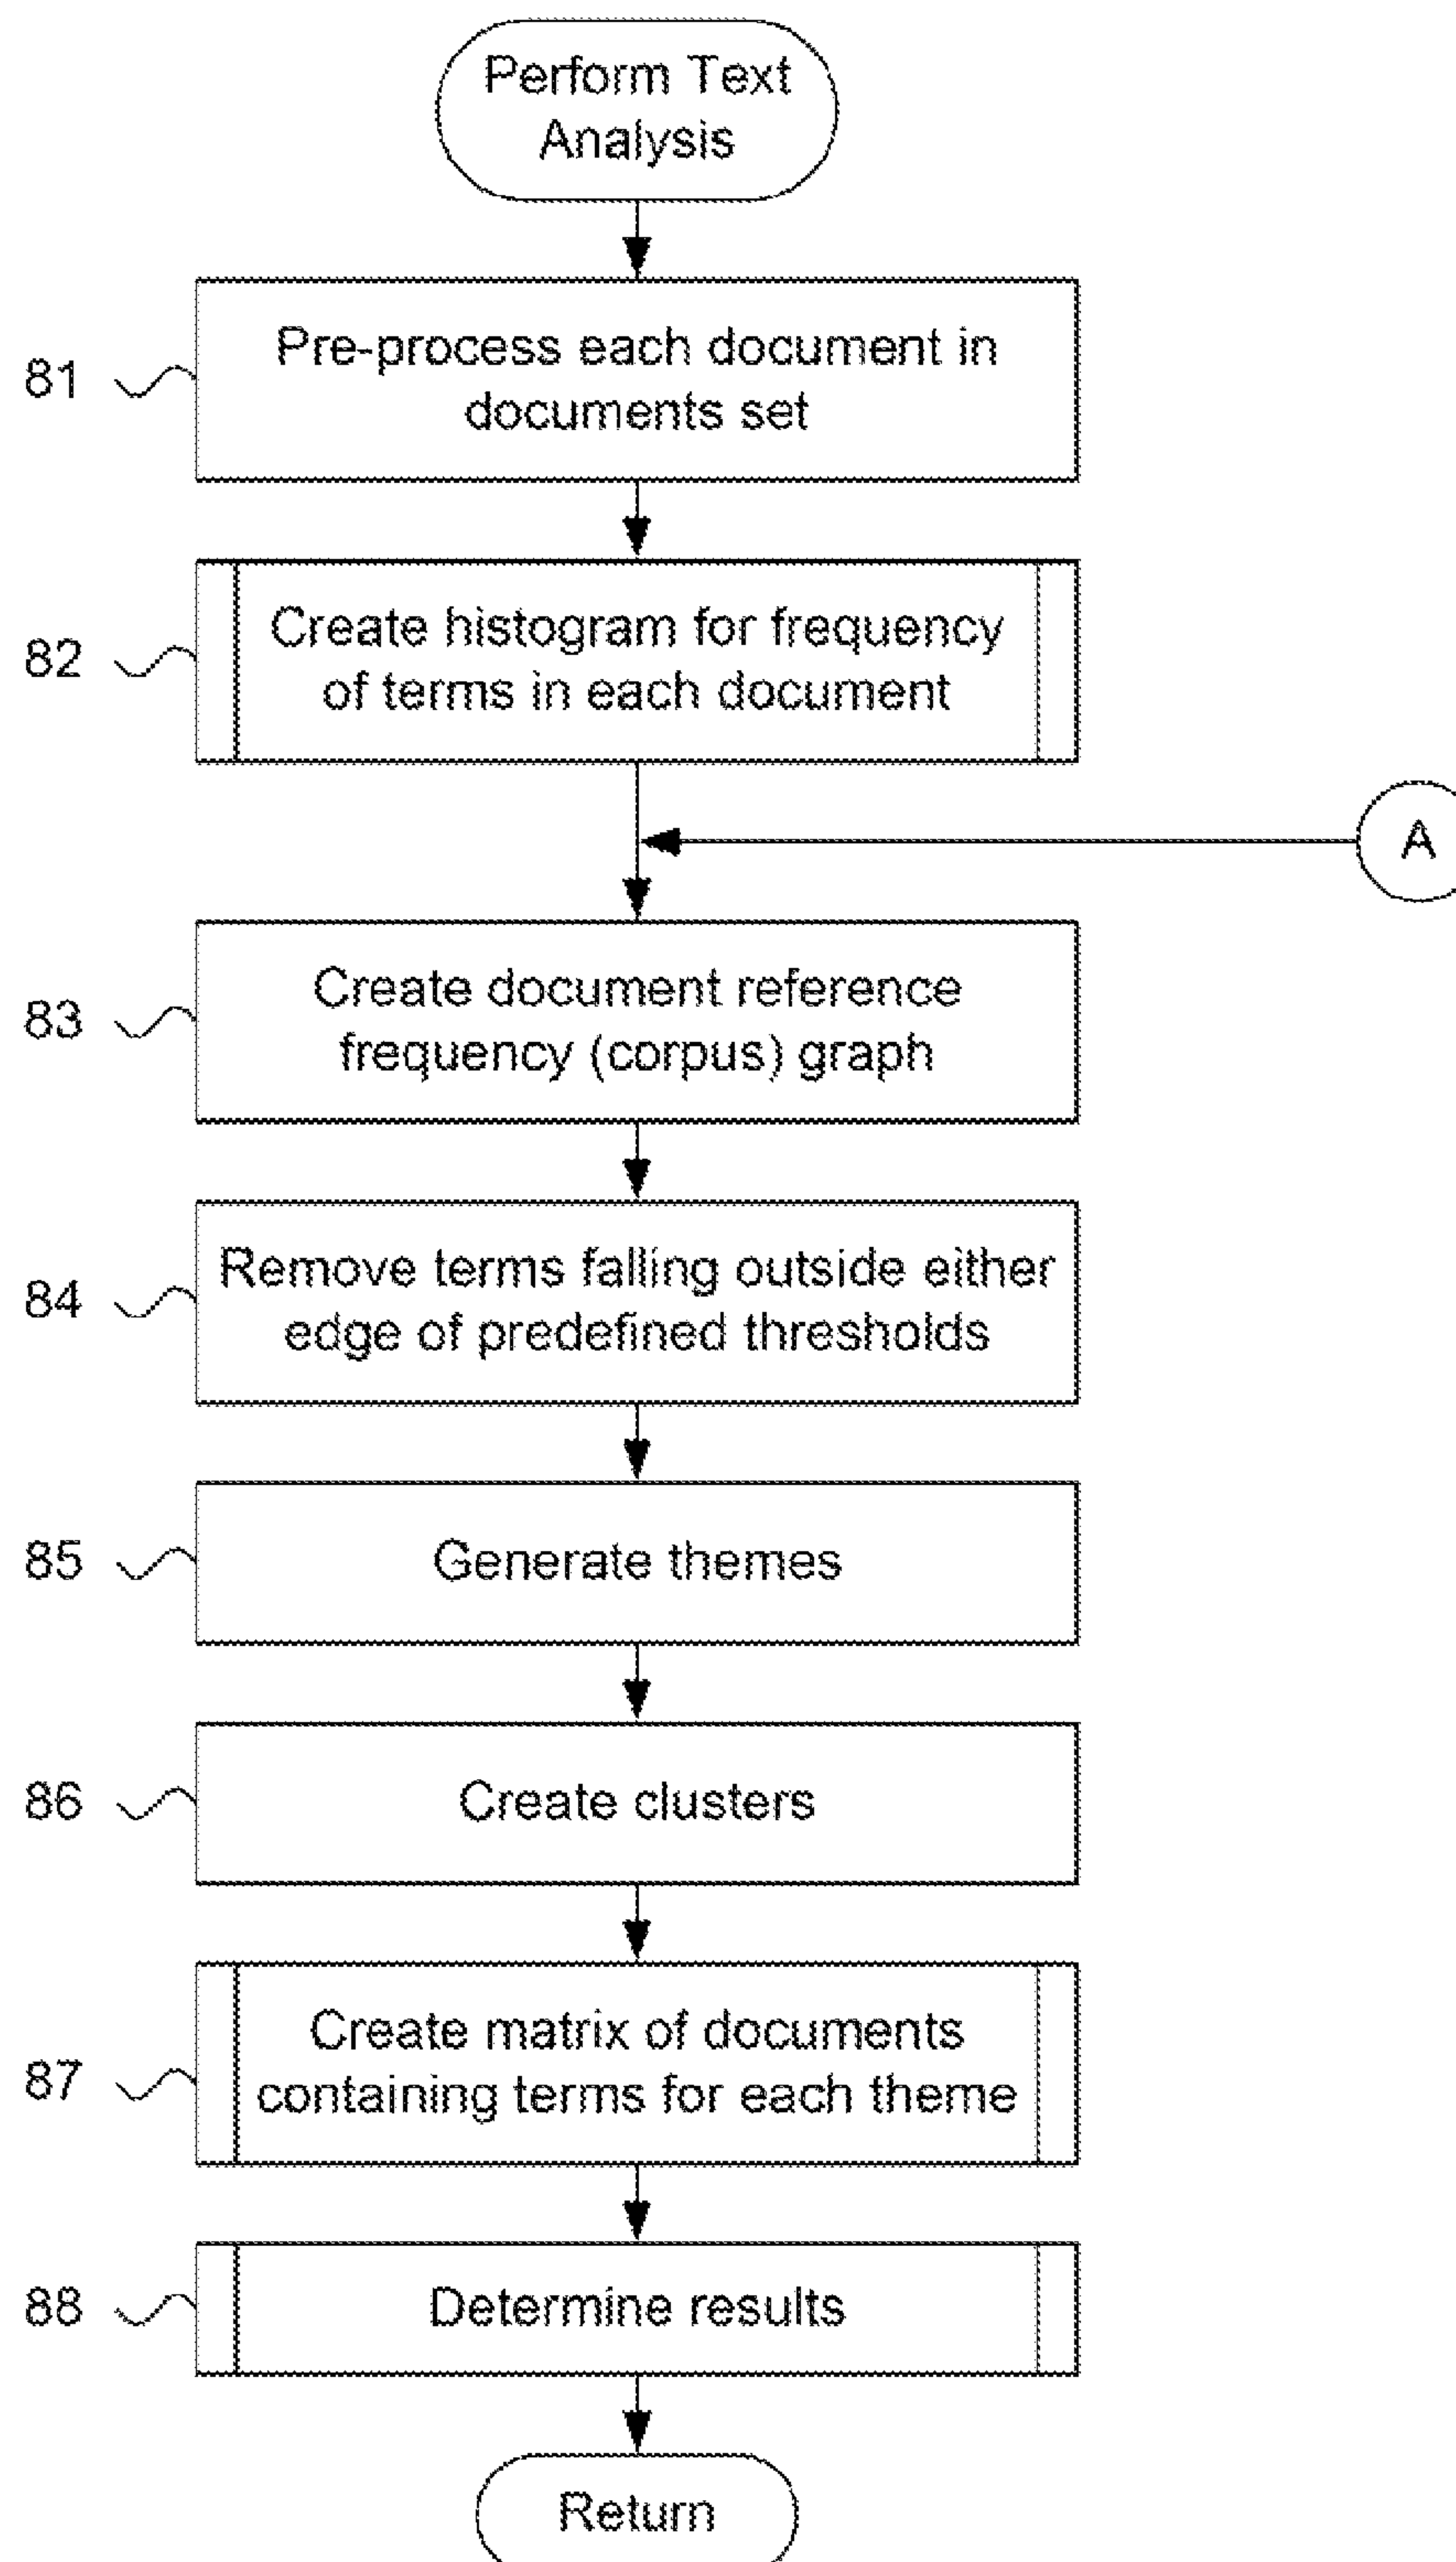 Perform Text
Analysis
81
Pre-process each document in
documents set
82
Create histogram for frequency
of terms in each document
A
83
Create document reference
frequency (corpus) graph
84
Remove terms falling outside either
edge of predefined thresholds
85
Generate themes
86
Create clusters
87
Create matrix of documents
containing terms for each theme
88
Determine results
Return